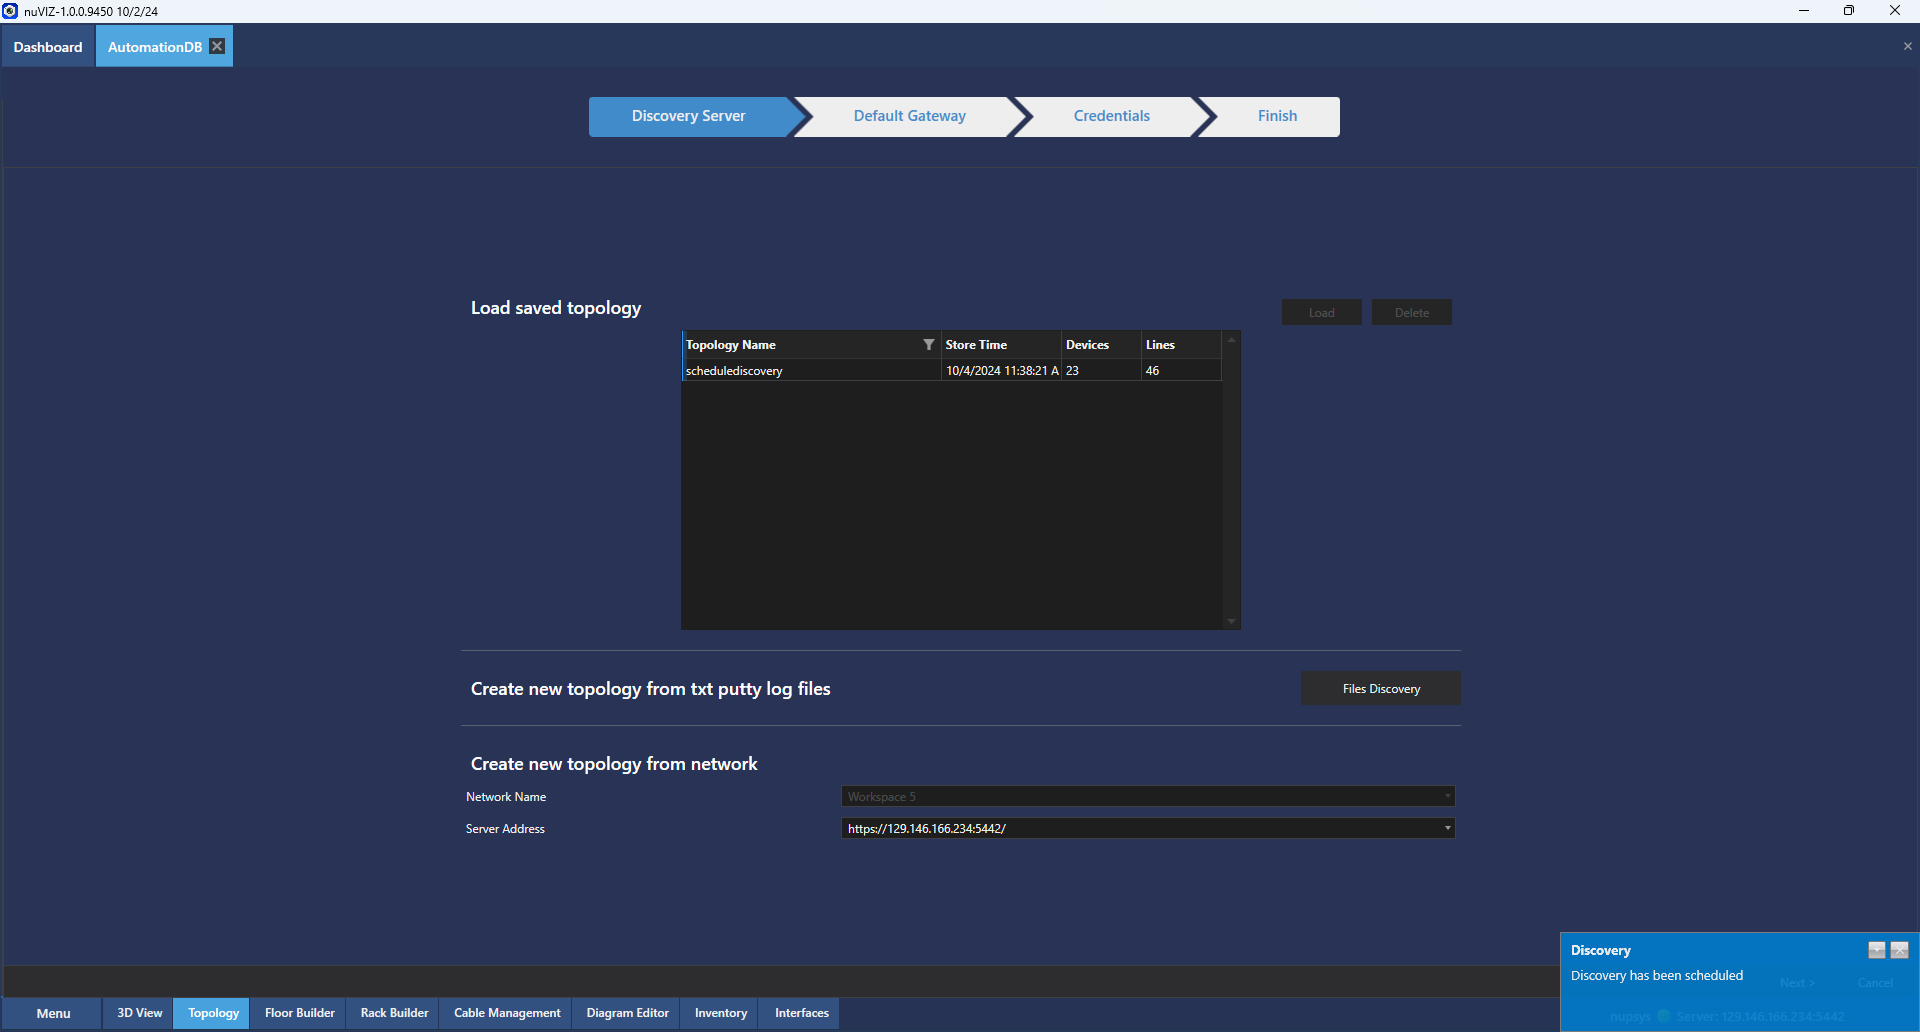 nuVIZ-1.0.0.9450 10/2/24
Dashboard AutomationDB
Discovery Server Default Gateway Credentials Finish
Load saved topology
Load Delete
Topology Name Store Time Devices Lines
schedulediscovery 10/4/2024 11:38:21 A 23 46
Create new topology from txt putty log files
Files Discovery
Create new topology from network
Network Name Workspace 5
Server Address https://129.146.166.234:5442/
Discovery
Discovery has been scheduled
Next > Cancel
Menu 3D View Topology Floor Builder Rack Builder Cable Management Diagram Editor Inventory Interfaces
nupsys Server: 129.146.166.234:5442